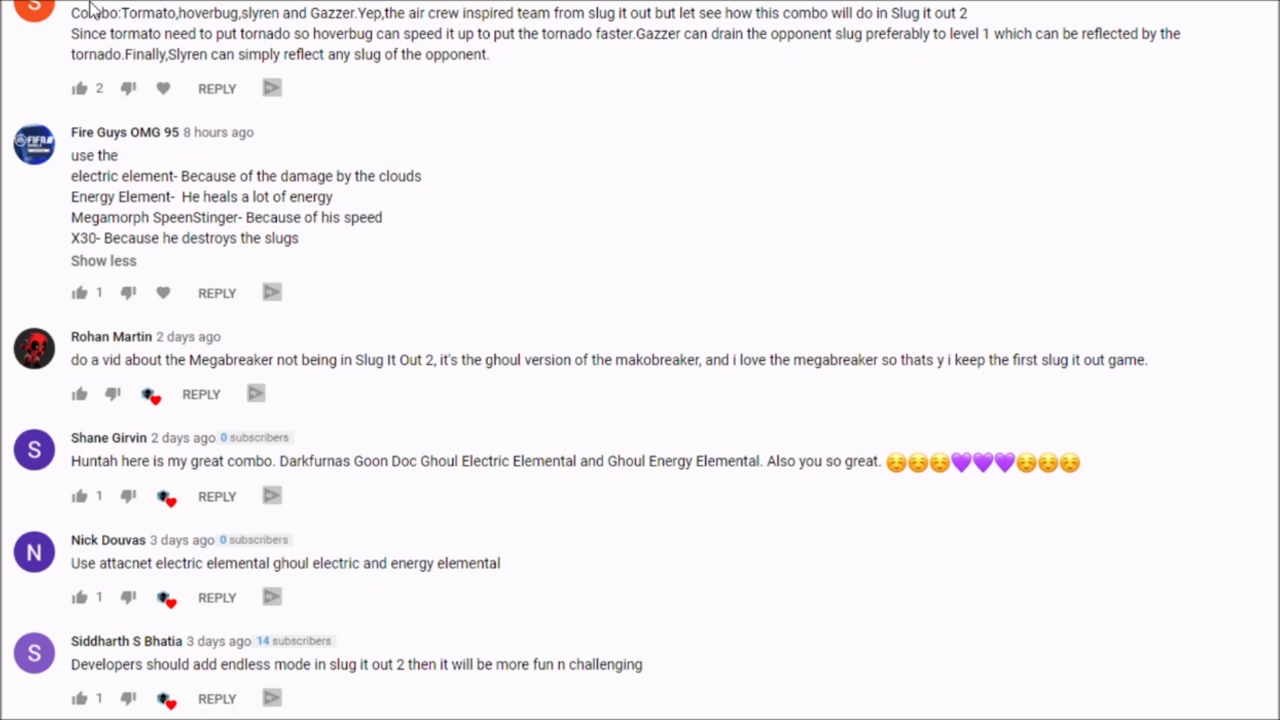 S
Combo:Tormato,hoverbug,slyren and Gazzer.Yep,the air crew inspired team from slug it out but let see how this combo will do in Slug it out 2
Since tormato need to put tornado so hoverbug can speed it up to put the tornado faster.Gazzer can drain the opponent slug preferably to level 1 which can be reflected by the
tornado.Finally,Slyren can simply reflect any slug of the opponent.
2 REPLY
Fire Guys OMG 95 8 hours ago
FIFA
use the
electric element- Because of the damage by the clouds
Energy Element- He heals a lot of energy
Megamorph SpeenStinger- Because of his speed
X30- Because he destroys the slugs
Show less
1 REPLY
Rohan Martin 2 days ago
do a vid about the Megabreaker not being in Slug It Out 2, it's the ghoul version of the makobreaker, and i love the megabreaker so thats y i keep the first slug it out game.
REPLY
Shane Girvin 2 days ago 0 subscribers
S
Huntah here is my great combo. Darkfurnas Goon Doc Ghoul Electric Elemental and Ghoul Energy Elemental. Also you so great. ☺️☺️☺️💜💜💜☺️☺️☺️
1 REPLY
Nick Douvas 3 days ago 0 subscribers
N
Use attacnet electric elemental ghoul electric and energy elemental
1 REPLY
Siddharth S Bhatia 3 days ago 14 subscribers
S
Developers should add endless mode in slug it out 2 then it will be more fun n challenging
1 REPLY